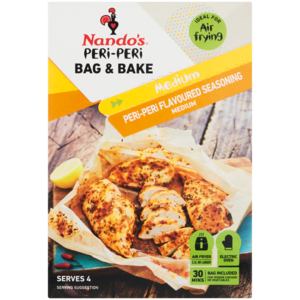 Nando's
PERi-PERi
BAG & BAKE
IDEAL FOR
Air
frying
Medium
PERi-PERi FLAVOURED SEASONING
MEDIUM
SERVES 4
SERVING SUGGESTION
AIR FRYER
ELECTRIC
OVEN
30
MINS
BAG INCLUDED